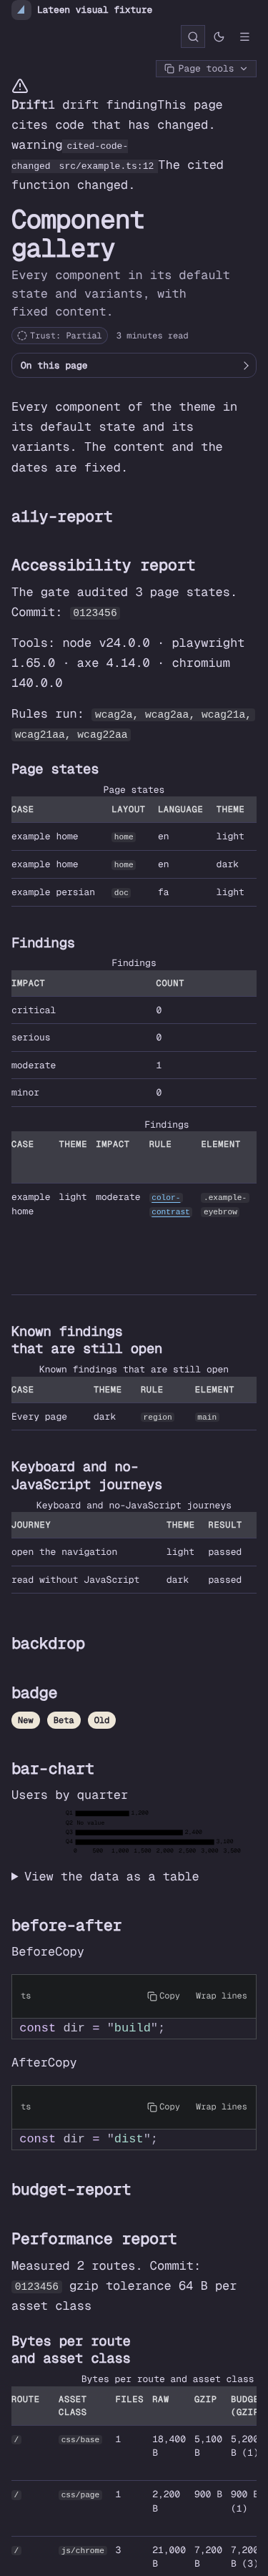 Lateen visual fixture
Page tools
Drift1 drift findingThis page
cites code that has changed.
warning cited-code-
changed src/example.ts:12 The cited
function changed.
Component
gallery
Every component in its default
state and variants, with
fixed content.
Trust: Partial 3 minutes read
On this page
Every component of the theme in
its default state and its
variants. The content and the
dates are fixed.
a11y-report
Accessibility report
The gate audited 3 page states.
Commit: 0123456
Tools: node v24.0.0 · playwright
1.65.0 · axe 4.14.0 · chromium
140.0.0
Rules run: wcag2a, wcag2aa, wcag21a,
wcag21aa, wcag22aa
Page states
Page states
CASE LAYOUT LANGUAGE THEME
example home home en light
example home home en dark
example persian doc fa light
Findings
Findings
IMPACT COUNT
critical 0
serious 0
moderate 1
minor 0
Findings
CASE THEME IMPACT RULE ELEMENT
example light moderate color- .example-
home contrast eyebrow
Known findings
that are still open
Known findings that are still open
CASE THEME RULE ELEMENT
Every page dark region main
Keyboard and no-
JavaScript journeys
Keyboard and no-JavaScript journeys
JOURNEY THEME RESULT
open the navigation light passed
read without JavaScript dark passed
backdrop
badge
New Beta Old
bar-chart
Users by quarter
View the data as a table
before-after
BeforeCopy
ts Copy Wrap lines
const dir = "build";
AfterCopy
ts Copy Wrap lines
const dir = "dist";
budget-report
Performance report
Measured 2 routes. Commit:
0123456 gzip tolerance 64 B per
asset class
Bytes per route
and asset class
Bytes per route and asset class
ROUTE ASSET FILES RAW GZIP BUDGE
CLASS (GZIP
/ css/base 1 18,400 5,100 5,200
B B B (1)
/ css/page 1 2,200 900 B 900 B
B (1)
/ js/chrome 3 21,000 7,200 7,200
B B B (3)